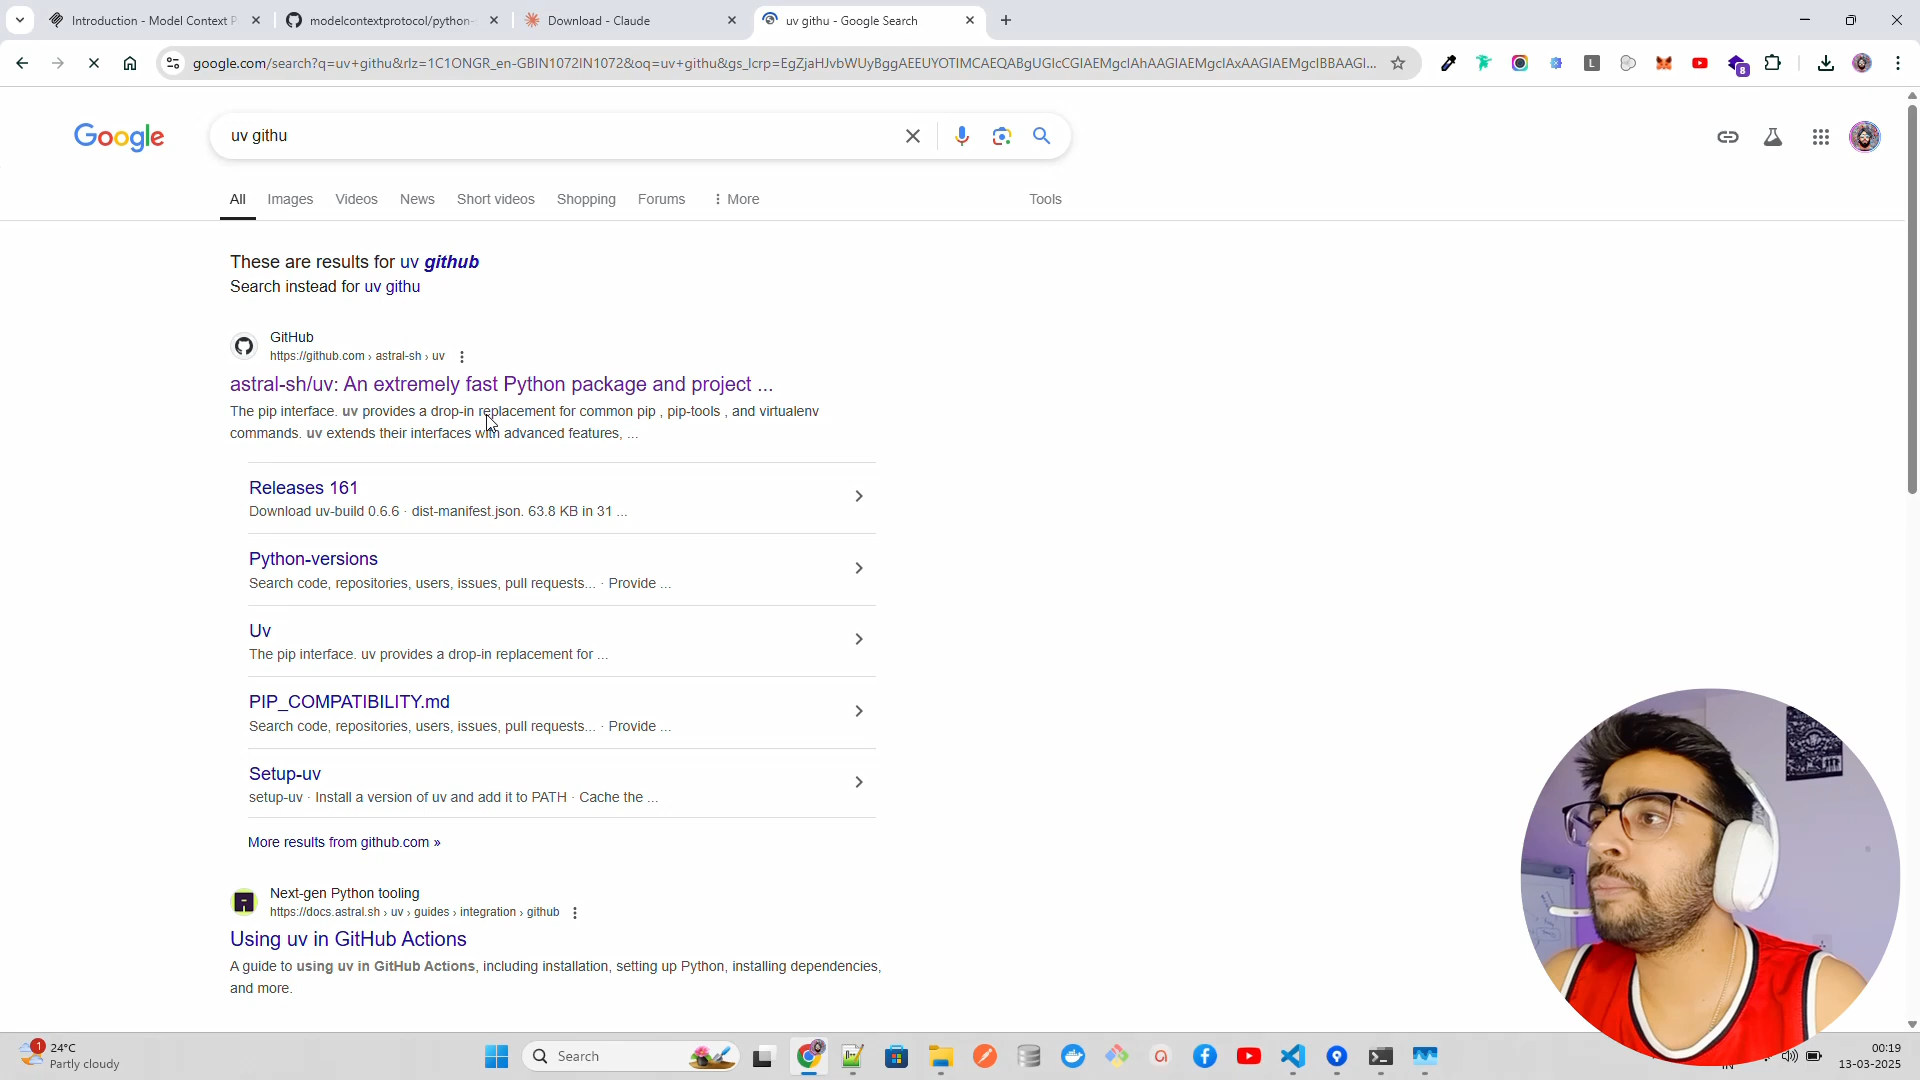 Introduction - Model Context P
modelcontextprotocol/python-
Download - Claude
uv githu - Google Search
google.com/search?q=uv+githu&rlz=1C1ONGR_en-GBIN1072IN1072&oq=uv+githu&gs_lcrp=EgZjaHJvbWUyBggAEEUYOTIMCAEQABgUGIcCGIAEMgcIAhAAGIAEMgcIAxAAGIAEMgcIBBAAGI...
L
8
Google
uv githu
All
Images
Videos
News
Short videos
Shopping
Forums
More
Tools
These are results for uv github
Search instead for uv githu
GitHub
https://github.com › astral-sh › uv
astral-sh/uv: An extremely fast Python package and project ...
The pip interface. uv provides a drop-in replacement for common pip , pip-tools , and virtualenv
commands. uv extends their interfaces with advanced features, ...
Releases 161
Download uv-build 0.6.6 · dist-manifest.json. 63.8 KB in 31 ...
Python-versions
Search code, repositories, users, issues, pull requests... · Provide ...
Uv
The pip interface. uv provides a drop-in replacement for ...
PIP_COMPATIBILITY.md
Search code, repositories, users, issues, pull requests... · Provide ...
Setup-uv
setup-uv · Install a version of uv and add it to PATH · Cache the ...
More results from github.com »
Next-gen Python tooling
https://docs.astral.sh › uv › guides › integration › github
Using uv in GitHub Actions
A guide to using uv in GitHub Actions, including installation, setting up Python, installing dependencies,
and more.
1
24°C
Partly cloudy
Search
IN
00:19
13-03-2025